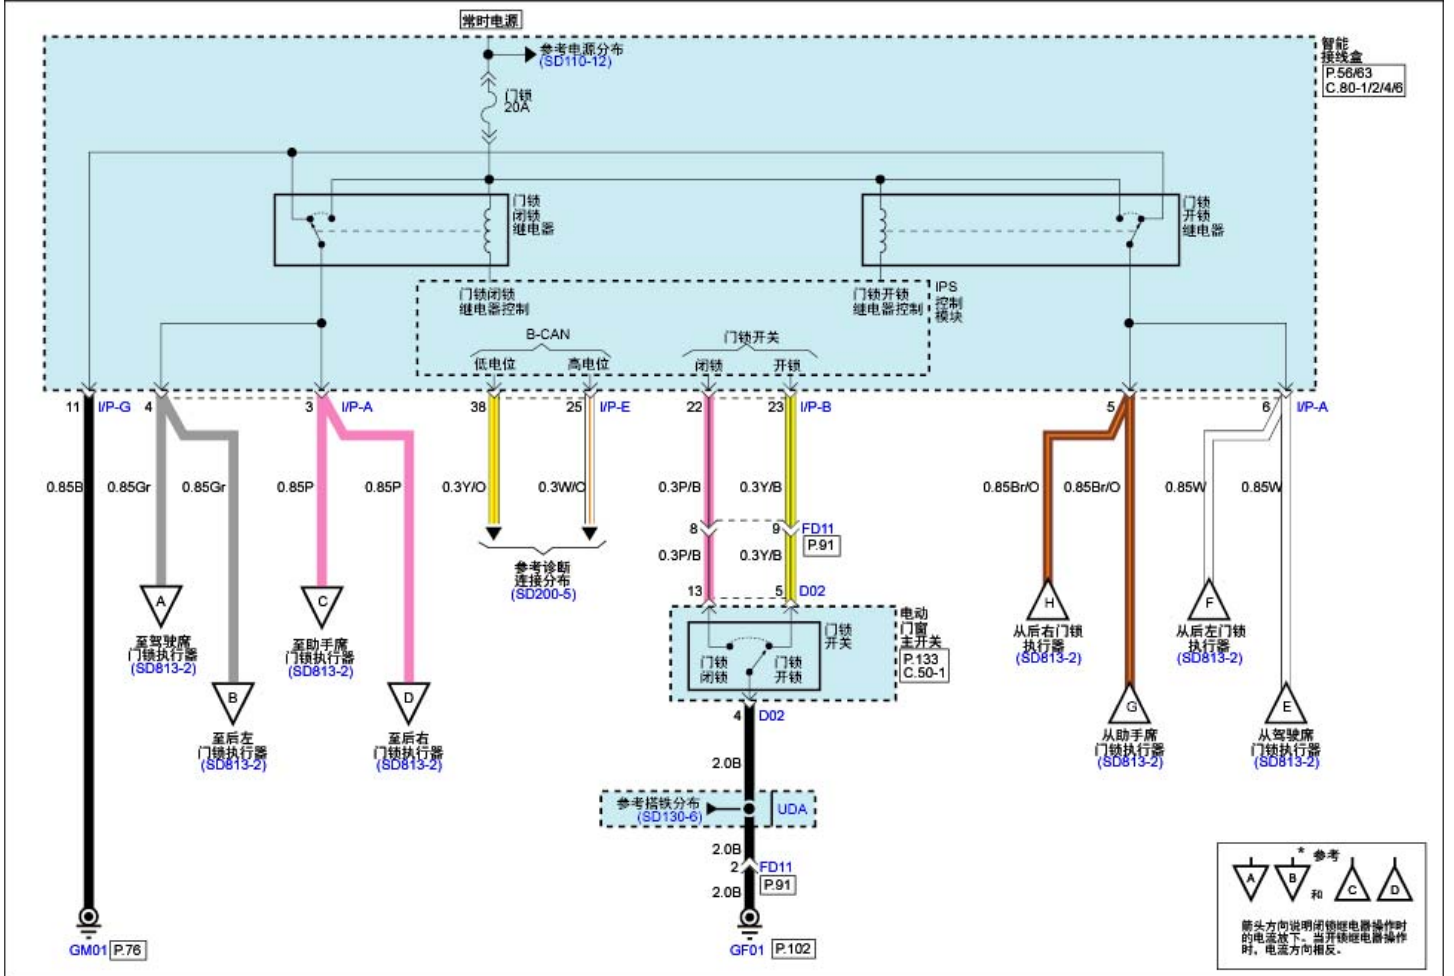 常时电源
参考电源分布
(SD110-12)
智能
接线盒
P.56/63
C.80-1/2/4/6
门锁
20A
门锁
闭锁
继电器
门锁
开锁
继电器
门锁闭锁
继电器控制
门锁开锁
继电器控制
IPS
控制
模块
B-CAN
门锁开关
低电位
高电位
闭锁
开锁
11
I/P-G
4
3
I/P-A
38
25
I/P-E
22
23
I/P-B
5
6
I/P-A
0.85B
0.85Gr
0.85Gr
0.85P
0.85P
0.3Y/O
0.3W/O
0.3P/B
0.3Y/B
0.85Br/O
0.85Br/O
0.85W
0.85W
8
9
FD11
P.91
0.3P/B
0.3Y/B
参考诊断
连接分布
(SD200-5)
13
5
D02
A
至驾驶席
门锁执行器
(SD813-2)
C
至助手席
门锁执行器
(SD813-2)
H
从后右门锁
执行器
(SD813-2)
F
从后左门锁
执行器
(SD813-2)
电动
门窗
主开关
P.133
C.50-1
门锁
开关
门锁
闭锁
门锁
开锁
B
至后左
门锁执行器
(SD813-2)
D
至后右
门锁执行器
(SD813-2)
G
从助手席
门锁执行器
(SD813-2)
E
从驾驶席
门锁执行器
(SD813-2)
4
D02
2.0B
参考搭铁分布
(SD130-6)
UDA
2.0B
2
FD11
P.91
2.0B
GM01
P.76
GF01
P.102
* 参考
A
B
和
C
D
箭头方向说明闭锁继电器操作时
的电流放下。当开锁继电器操作
时，电流方向相反。